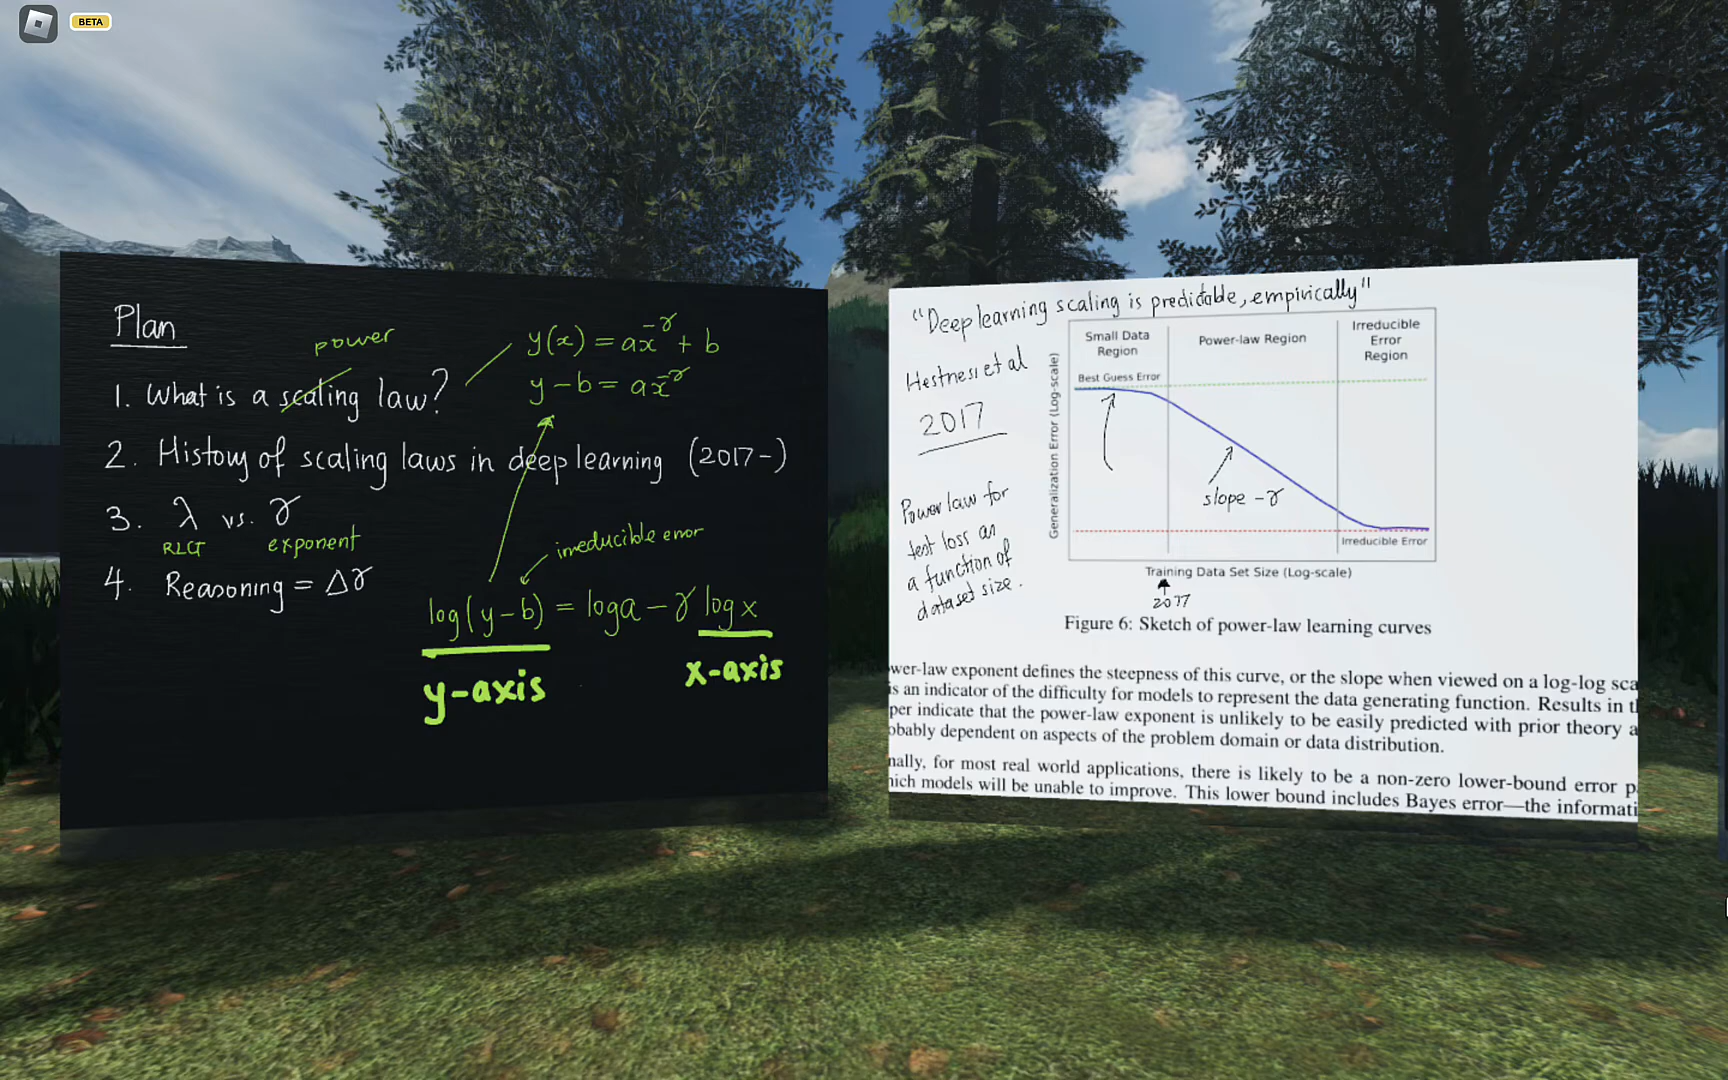 BETA
Plan
power
1. What is a scaling law?
y(x) = ax^-γ + b
y - b = ax^-γ
2. History of scaling laws in deep learning (2017-)
3. λ vs. γ
RLCT exponent
4. Reasoning = Δγ
irreducible error
log(y-b) = log a - γ log x
y-axis
x-axis
"Deep learning scaling is predictable, empirically"
Hestness et al
2017
Power law for
test loss as
a function of
dataset size.
Small Data
Region
Power-law Region
Irreducible
Error
Region
Best Guess Error
Generalization Error (Log-scale)
slope -γ
Irreducible Error
Training Data Set Size (Log-scale)
2017
Figure 6: Sketch of power-law learning curves
wer-law exponent defines the steepness of this curve, or the slope when viewed on a log-log sca
is an indicator of the difficulty for models to represent the data generating function. Results in t
per indicate that the power-law exponent is unlikely to be easily predicted with prior theory a
obably dependent on aspects of the problem domain or data distribution.
nally, for most real world applications, there is likely to be a non-zero lower-bound error p
hich models will be unable to improve. This lower bound includes Bayes error—the informati